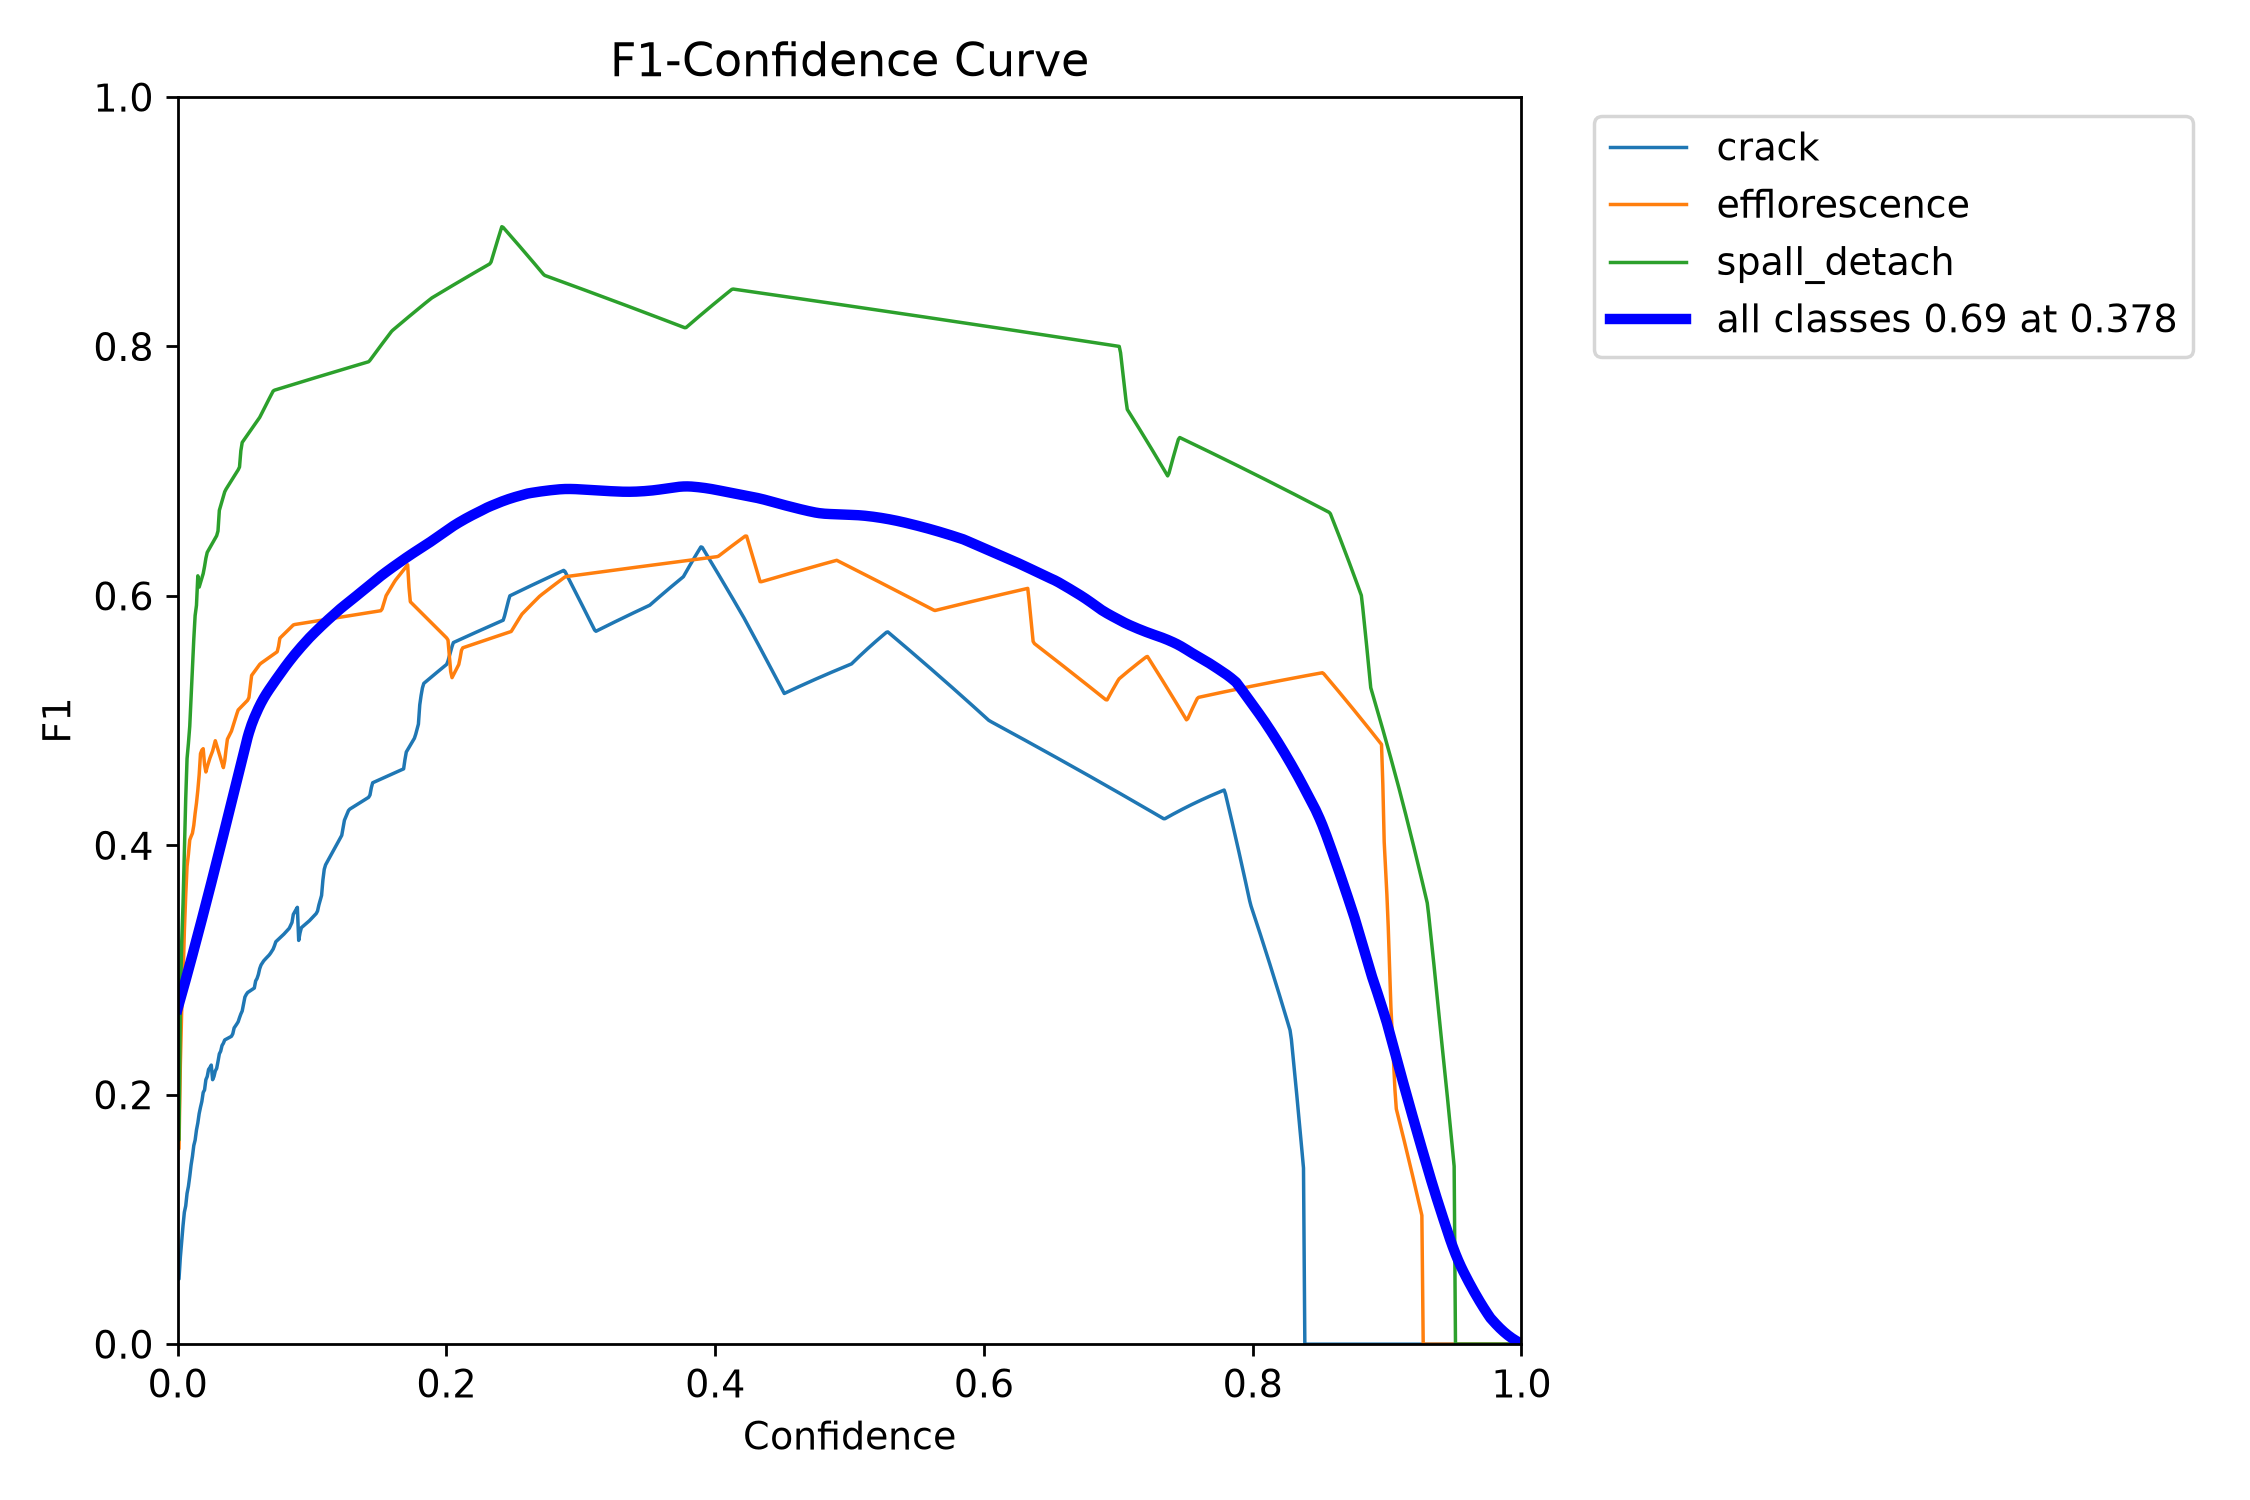 F1-Confidence Curve
1.0
0.8
0.6
0.4
0.2
0.0
F1
0.0 0.2 0.4 0.6 0.8 1.0
Confidence
crack
efflorescence
spall_detach
all classes 0.69 at 0.378